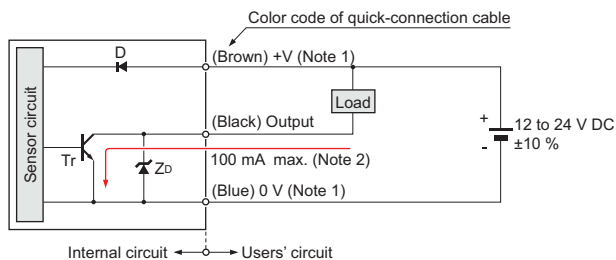 Color code of quick-connection cable
D
(Brown) +V (Note 1)
Sensor circuit
Load
(Black) Output
+
12 to 24 V DC
-
±10 %
Tr
ZD
100 mA max. (Note 2)
(Blue) 0 V (Note 1)
Internal circuit
Users' circuit